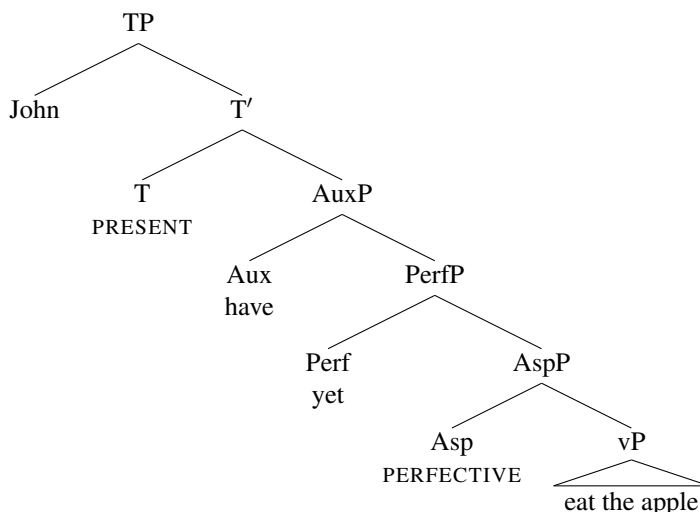 TP
John T′
T AuxP
PRESENT
Aux PerfP
have
Perf AspP
yet
Asp vP
PERFECTIVE
eat the apple